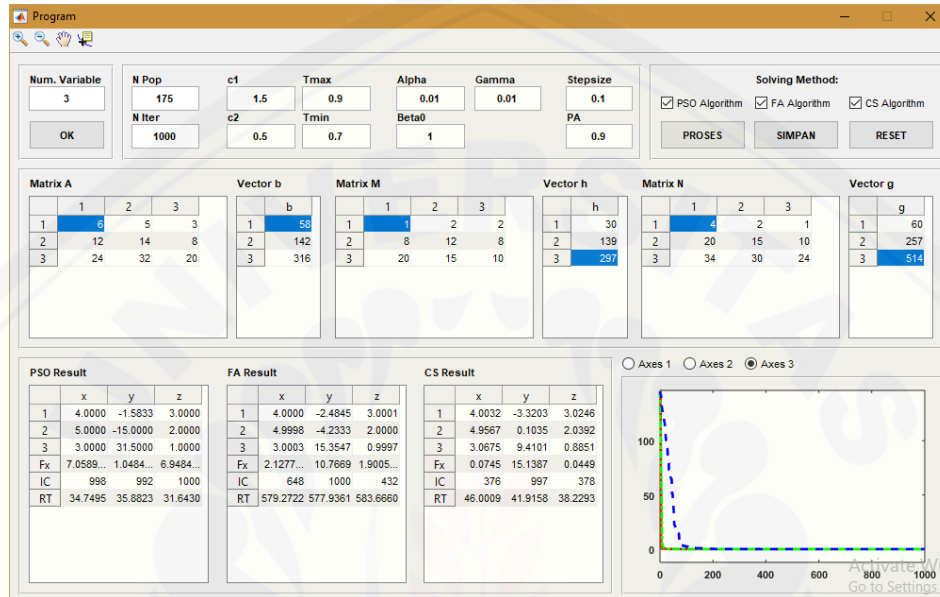 Program
Num. Variable N Pop c1 Tmax Alpha Gamma Stepsize Solving Method:
3 175 1.5 0.9 0.01 0.01 0.1
PSO Algorithm FA Algorithm CS Algorithm
N Iter c2 Tmin Beta0 PA
OK 1000 0.5 0.7 1 0.9 PROSES SIMPAN RESET
Matrix A Vector b Matrix M Vector h Matrix N Vector g
1 2 3 b 1 2 3 h 1 2 3 g
1 6 5 3 1 58 1 1 2 2 1 30 1 4 2 1 1 60
2 12 14 8 2 142 2 8 12 8 2 139 2 20 15 10 2 257
3 24 32 20 3 316 3 20 15 10 3 297 3 34 30 24 3 514
Axes 1 Axes 2 Axes 3
PSO Result FA Result CS Result
x y z x y z x y z
1 4.0000 -1.5833 3.0000 1 4.0000 -2.4845 3.0001 1 4.0032 -3.3203 3.0246
2 5.0000 -15.0000 2.0000 2 4.9998 -4.2333 2.0000 2 4.9567 0.1035 2.0392
3 3.0000 31.5000 1.0000 3 3.0003 15.3547 0.9997 3 3.0675 9.4101 0.8851
Fx 7.0589... 1.0484... 6.9484... Fx 2.1277... 10.7669 1.9005... Fx 0.0745 15.1387 0.0449
IC 998 992 1000 IC 648 1000 432 IC 376 997 378
RT 34.7495 35.8823 31.6430 RT 579.2722 577.9361 583.6660 RT 46.0009 41.9158 38.2293
100
50
0
0 200 400 600 800 1000
Activate Wi
Go to Settings
UNIVERSITAS